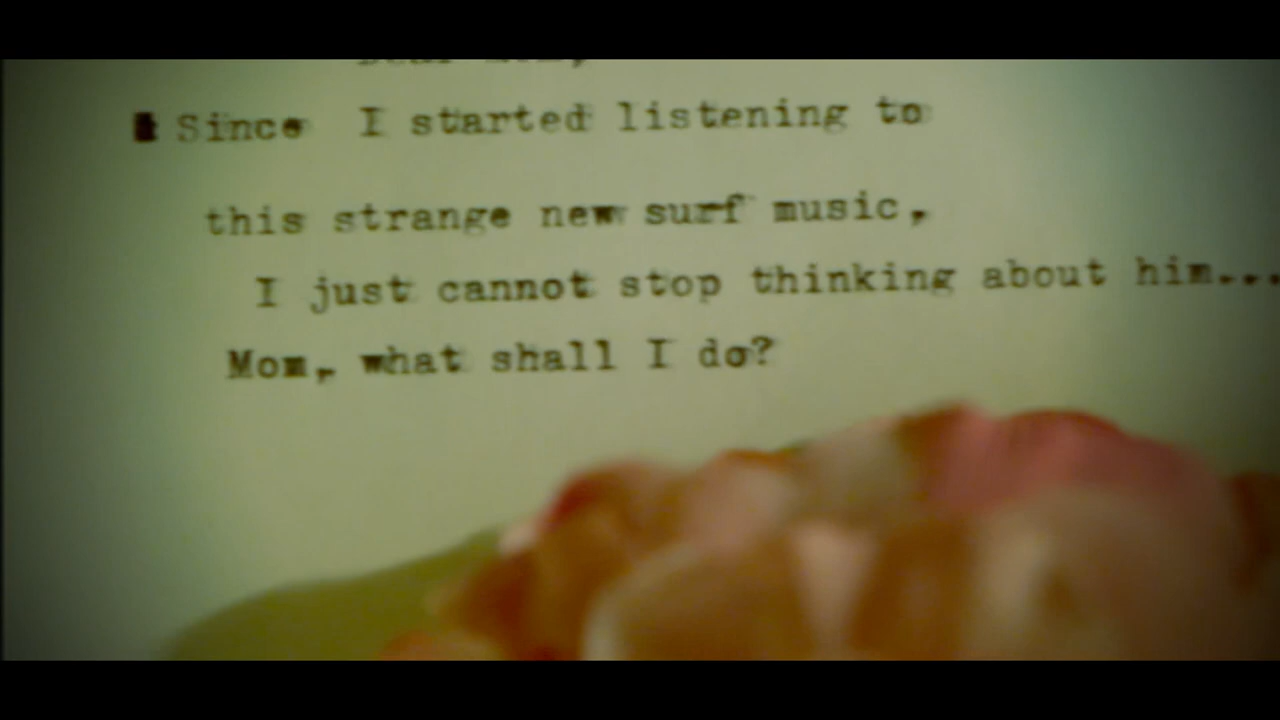 Since I started listening to
this strange new surf music,
I just cannot stop thinking about him...
Mom, what shall I do?